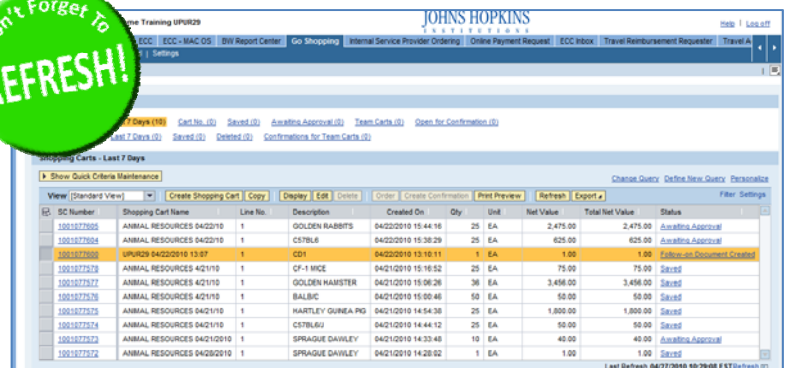 n't Forget To
REFRESH!
me Training UPUR29
JOHNS HOPKINS
INSTITUTIONS
Help | Log off
ECC ECC - MAC OS BW Report Center Go Shopping Internal Service Provider Ordering Online Payment Request ECC Inbox Travel Reimbursement Requester Travel A
| Settings
7 Days (10) Cart No. (0) Saved (0) Awaiting Approval (0) Team Carts (0) Open for Confirmation (0)
Last 7 Days (0) Saved (0) Deleted (0) Confirmations for Team Carts (0)
Shopping Carts - Last 7 Days
Show Quick Criteria Maintenance Change Query Define New Query Personalize
View [Standard View] Create Shopping Cart Copy Display Edit Delete Order Create Confirmation Print Preview Refresh Export Filter Settings
SC Number Shopping Cart Name Line No. Description Created On Qty Unit Net Value Total Net Value Status
1001077605 ANIMAL RESOURCES 04/22/10 1 GOLDEN RABBITS 04/22/2010 15:44:16 25 EA 2,475.00 2,475.00 Awaiting Approval
1001077604 ANIMAL RESOURCES 04/22/10 1 C57BL6 04/22/2010 15:38:29 25 EA 625.00 625.00 Awaiting Approval
1001077600 UPUR29 04/22/2010 13:07 1 CD1 04/22/2010 13:10:11 1 EA 1.00 1.00 Follow-on Document Created
1001077578 ANIMAL RESOURCES 4/21/10 1 CF-1 MICE 04/21/2010 15:16:52 25 EA 75.00 75.00 Saved
1001077577 ANIMAL RESOURCES 4/21/10 1 GOLDEN HAMSTER 04/21/2010 15:06:26 36 EA 3,456.00 3,456.00 Saved
1001077576 ANIMAL RESOURCES 4/21/10 1 BALB/C 04/21/2010 15:00:46 50 EA 50.00 50.00 Saved
1001077575 ANIMAL RESOURCES 04/21/10 1 HARTLEY GUINEA PIG 04/21/2010 14:54:38 25 EA 1,800.00 1,800.00 Saved
1001077574 ANIMAL RESOURCES 04/21/10 1 C57BL6/J 04/21/2010 14:44:12 25 EA 50.00 50.00 Saved
1001077573 ANIMAL RESOURCES 04/21/2010 1 SPRAGUE DAWLEY 04/21/2010 14:33:48 10 EA 40.00 40.00 Awaiting Approval
1001077572 ANIMAL RESOURCES 04/28/2010 1 SPRAGUE DAWLEY 04/21/2010 14:28:02 1 EA 1.00 1.00 Saved
Last Refresh 04/27/2010 10:29:08 EST Refresh